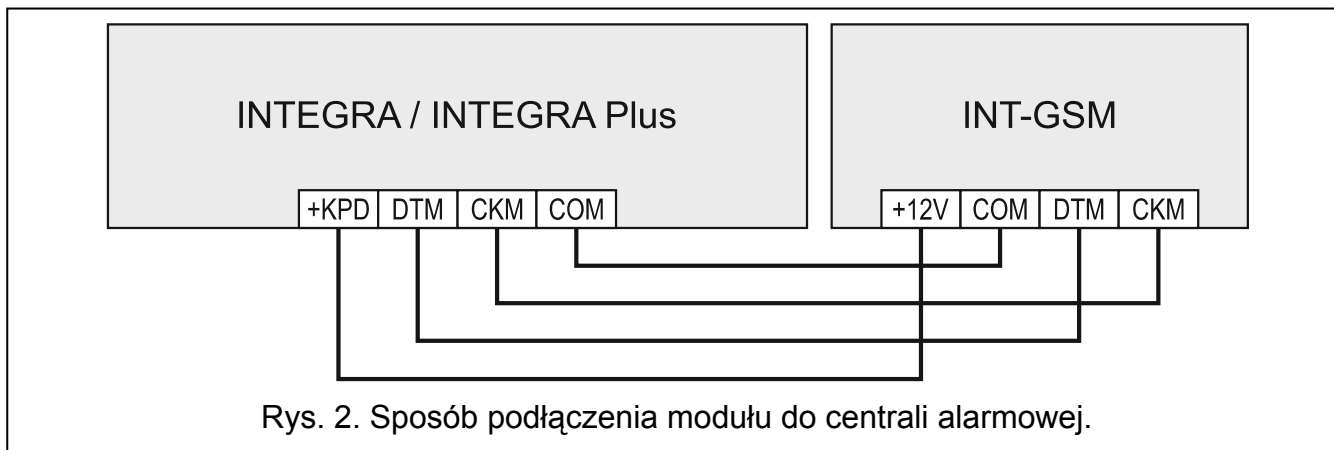 INTEGRA / INTEGRA Plus
INT-GSM
+KPD DTM CKM COM
+12V COM DTM CKM
Rys. 2. Sposób podłączenia modułu do centrali alarmowej.